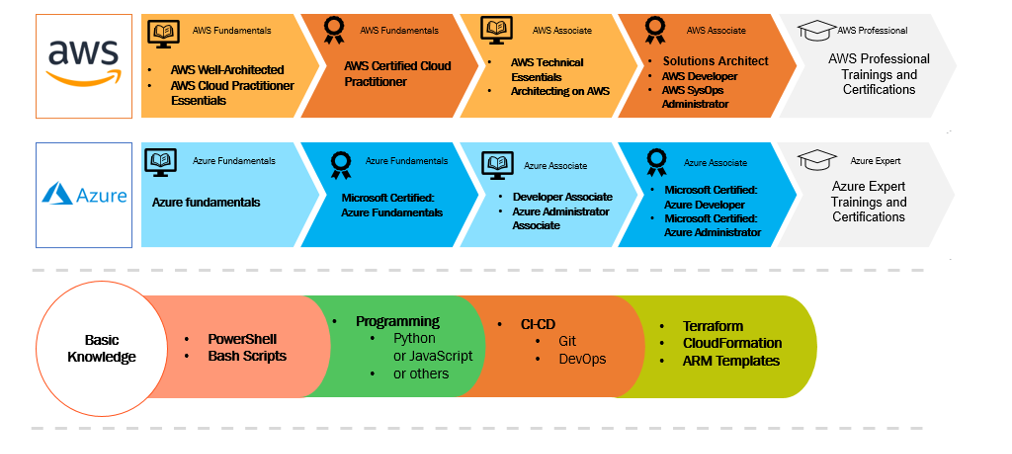 aws
AWS Fundamentals
• AWS Well-Architected
• AWS Cloud Practitioner
Essentials
AWS Fundamentals
AWS Certified Cloud
Practitioner
AWS Associate
• AWS Technical
Essentials
• Architecting on AWS
AWS Associate
• Solutions Architect
• AWS Developer
• AWS SysOps
Administrator
AWS Professional
AWS Professional
Trainings and
Certifications
Azure
Azure Fundamentals
Azure fundamentals
Azure Fundamentals
Microsoft Certified:
Azure Fundamentals
Azure Associate
• Developer Associate
• Azure Administrator
Associate
Azure Associate
• Microsoft Certified:
Azure Developer
• Microsoft Certified:
Azure Administrator
Azure Expert
Azure Expert
Trainings and
Certifications
Basic
Knowledge
• PowerShell
• Bash Scripts
• Programming
• Python
or JavaScript
• or others
• CI-CD
• Git
• DevOps
• Terraform
• CloudFormation
• ARM Templates